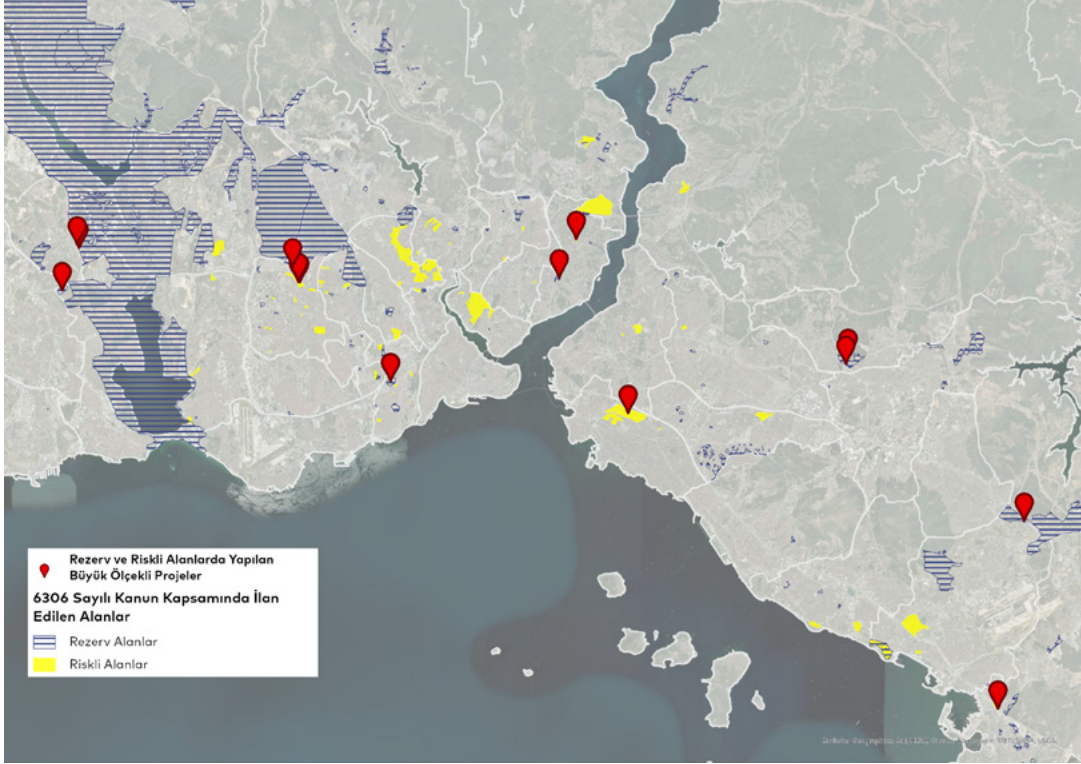 Rezerv ve Riskli Alanlarda Yapılan
Büyük Ölçekli Projeler
6306 Sayılı Kanun Kapsamında İlan
Edilen Alanlar
Rezerv Alanlar
Riskli Alanlar